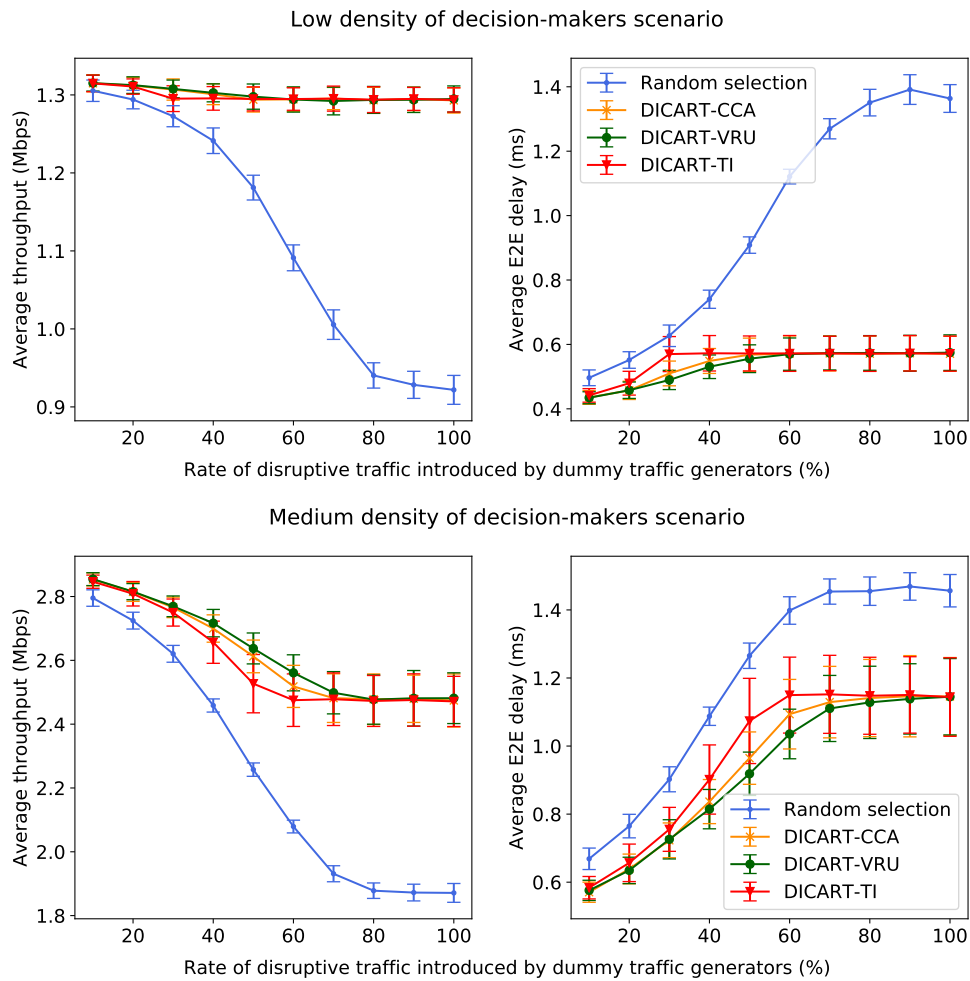 Low density of decision-makers scenario
Average throughput (Mbps)
1.3
1.2
1.1
1.0
0.9
20 40 60 80 100
Average E2E delay (ms)
1.4
1.2
1.0
0.8
0.6
0.4
20 40 60 80 100
Random selection
DICART-CCA
DICART-VRU
DICART-TI
Rate of disruptive traffic introduced by dummy traffic generators (%)
Medium density of decision-makers scenario
Average throughput (Mbps)
2.8
2.6
2.4
2.2
2.0
1.8
20 40 60 80 100
Average E2E delay (ms)
1.4
1.2
1.0
0.8
0.6
20 40 60 80 100
Random selection
DICART-CCA
DICART-VRU
DICART-TI
Rate of disruptive traffic introduced by dummy traffic generators (%)